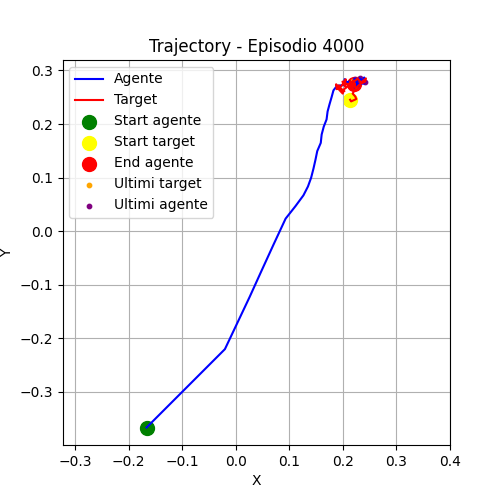 Trajectory - Episodio 4000
Agente
Target
Start agente
Start target
End agente
Ultimi target
Ultimi agente
0.3
0.2
0.1
0.0
−0.1
−0.2
−0.3
Y
−0.3 −0.2 −0.1 0.0 0.1 0.2 0.3 0.4
X